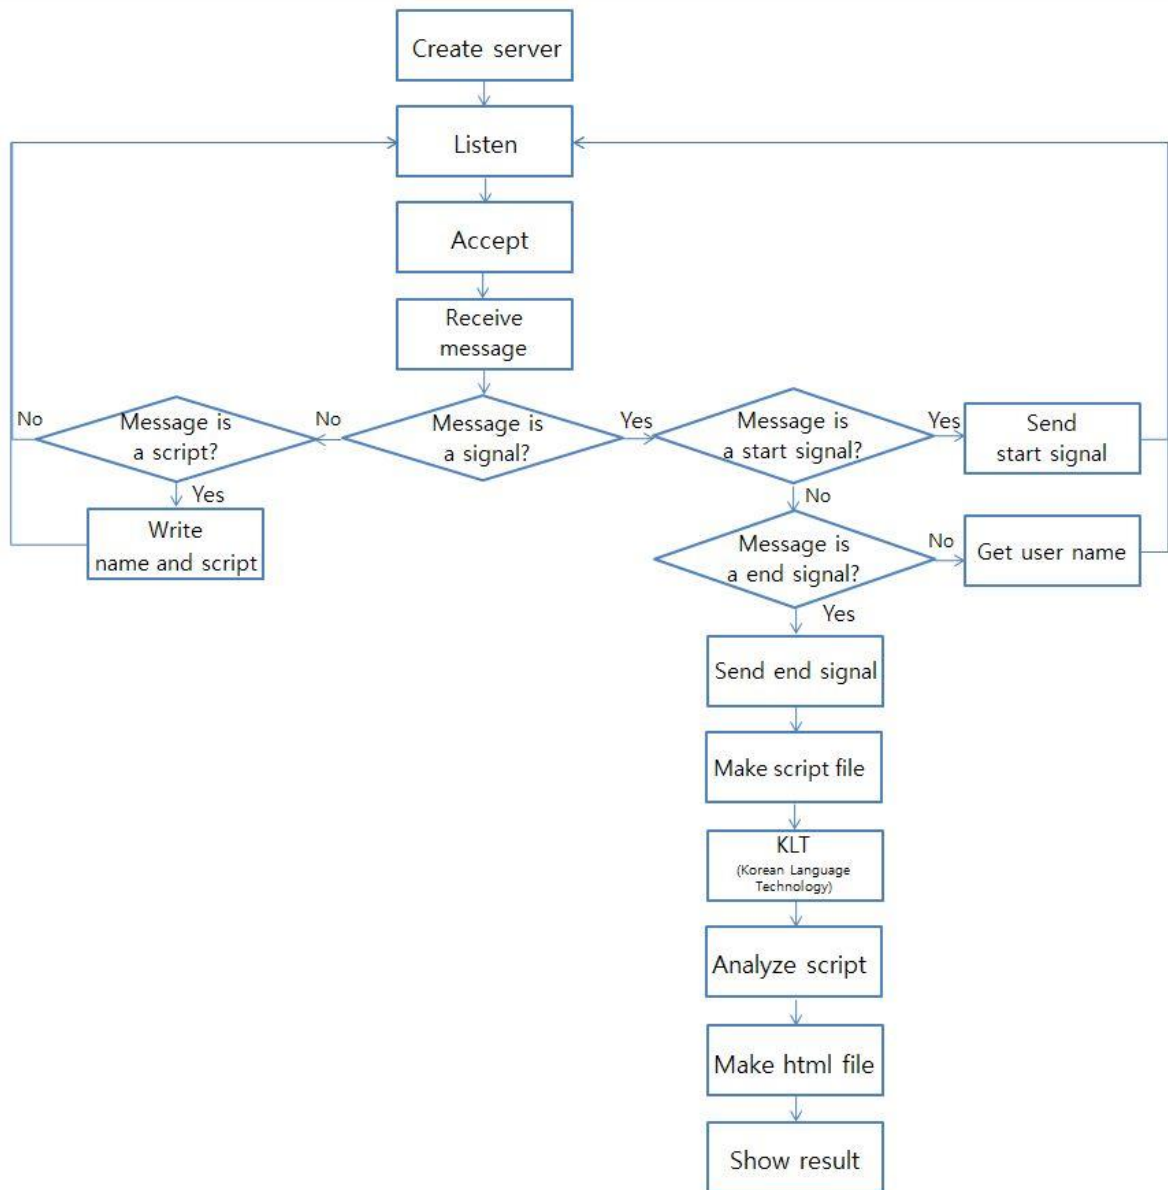 Create server
Listen
Accept
Receive
message
No
Message is
a script?
No
Message is
a signal?
Yes
Message is
a start signal?
Yes
Send
start signal
Yes
Write
name and script
No
Message is
a end signal?
No
Get user name
Yes
Send end signal
Make script file
KLT
(Korean Language
Technology)
Analyze script
Make html file
Show result